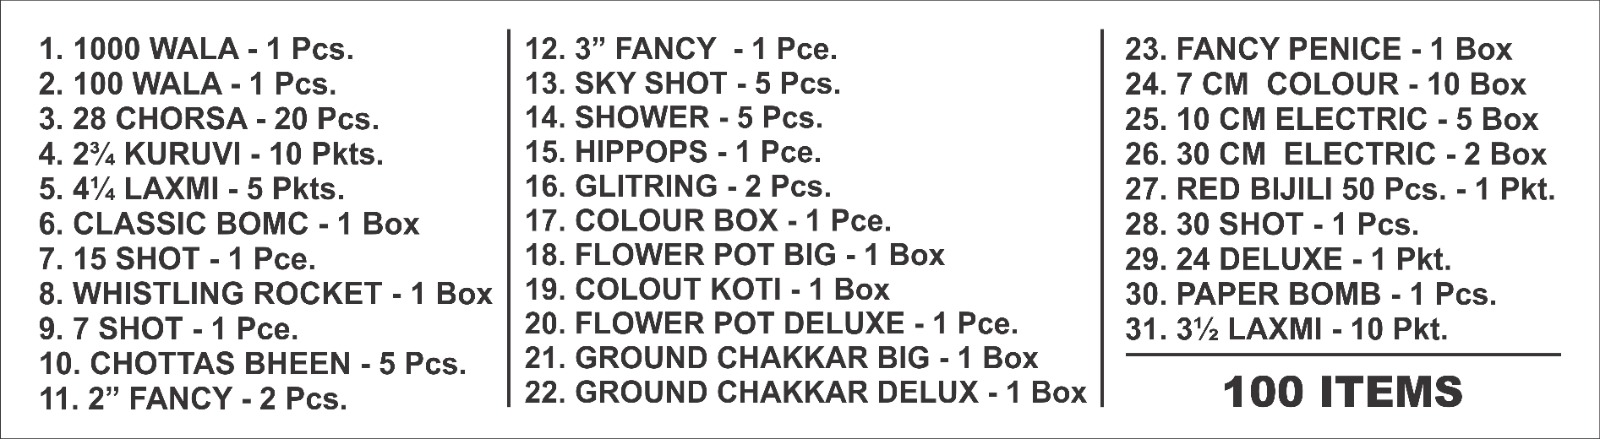 1. 1000 WALA - 1 Pcs.
2. 100 WALA - 1 Pcs.
3. 28 CHORSA - 20 Pcs.
4. 2¾ KURUVI - 10 Pkts.
5. 4¼ LAXMI - 5 Pkts.
6. CLASSIC BOMC - 1 Box
7. 15 SHOT - 1 Pce.
8. WHISTLING ROCKET - 1 Box
9. 7 SHOT - 1 Pce.
10. CHOTTAS BHEEN - 5 Pcs.
11. 2” FANCY - 2 Pcs.
12. 3” FANCY - 1 Pce.
13. SKY SHOT - 5 Pcs.
14. SHOWER - 5 Pcs.
15. HIPPOPS - 1 Pce.
16. GLITRING - 2 Pcs.
17. COLOUR BOX - 1 Pce.
18. FLOWER POT BIG - 1 Box
19. COLOUT KOTI - 1 Box
20. FLOWER POT DELUXE - 1 Pce.
21. GROUND CHAKKAR BIG - 1 Box
22. GROUND CHAKKAR DELUX - 1 Box
23. FANCY PENICE - 1 Box
24. 7 CM COLOUR - 10 Box
25. 10 CM ELECTRIC - 5 Box
26. 30 CM ELECTRIC - 2 Box
27. RED BIJILI 50 Pcs. - 1 Pkt.
28. 30 SHOT - 1 Pcs.
29. 24 DELUXE - 1 Pkt.
30. PAPER BOMB - 1 Pcs.
31. 3½ LAXMI - 10 Pkt.
100 ITEMS